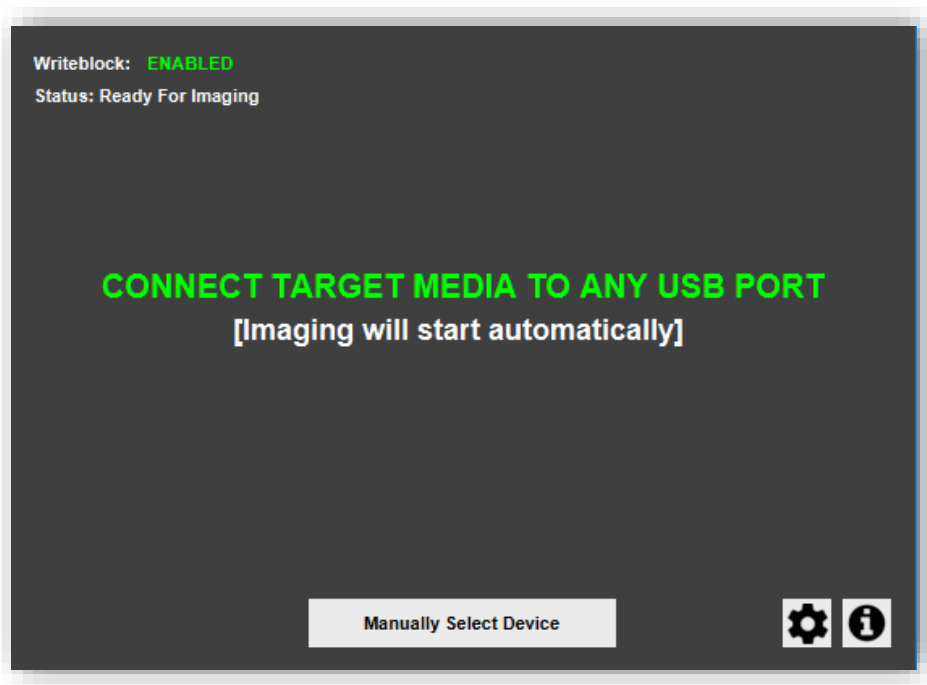 Writeblock: ENABLED
Status: Ready For Imaging
CONNECT TARGET MEDIA TO ANY USB PORT
[Imaging will start automatically]
Manually Select Device